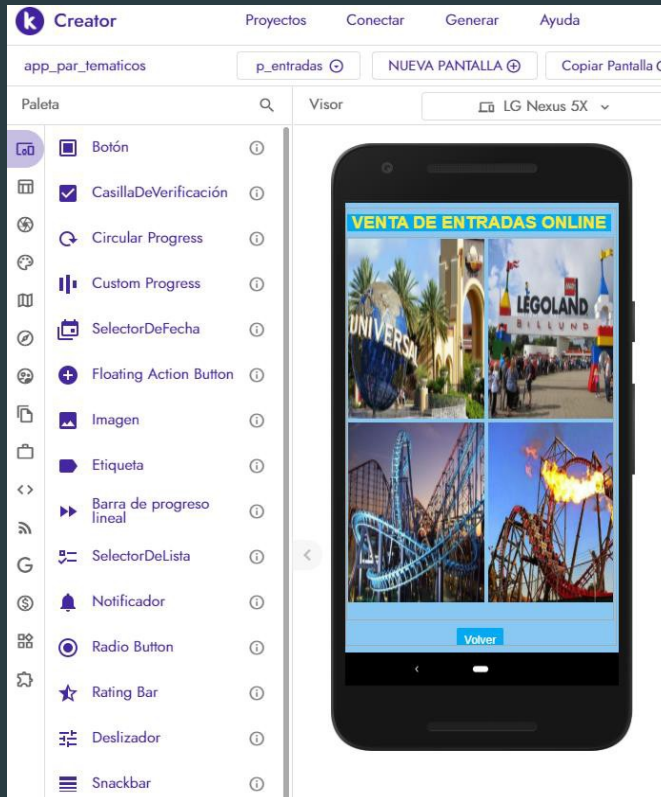 Creator
Proyectos
Conectar
Generar
Ayuda
app_par_tematicos
p_entradas
NUEVA PANTALLA
Copiar Pantalla
Paleta
Visor
LG Nexus 5X
Botón
CasillaDeVerificación
Circular Progress
Custom Progress
SelectorDeFecha
Floating Action Button
Imagen
Etiqueta
Barra de progreso
lineal
SelectorDeLista
Notificador
Radio Button
Rating Bar
Deslizador
Snackbar
VENTA DE ENTRADAS ONLINE
UNIVERSA
LEGOLAND
BILLUND
Volver